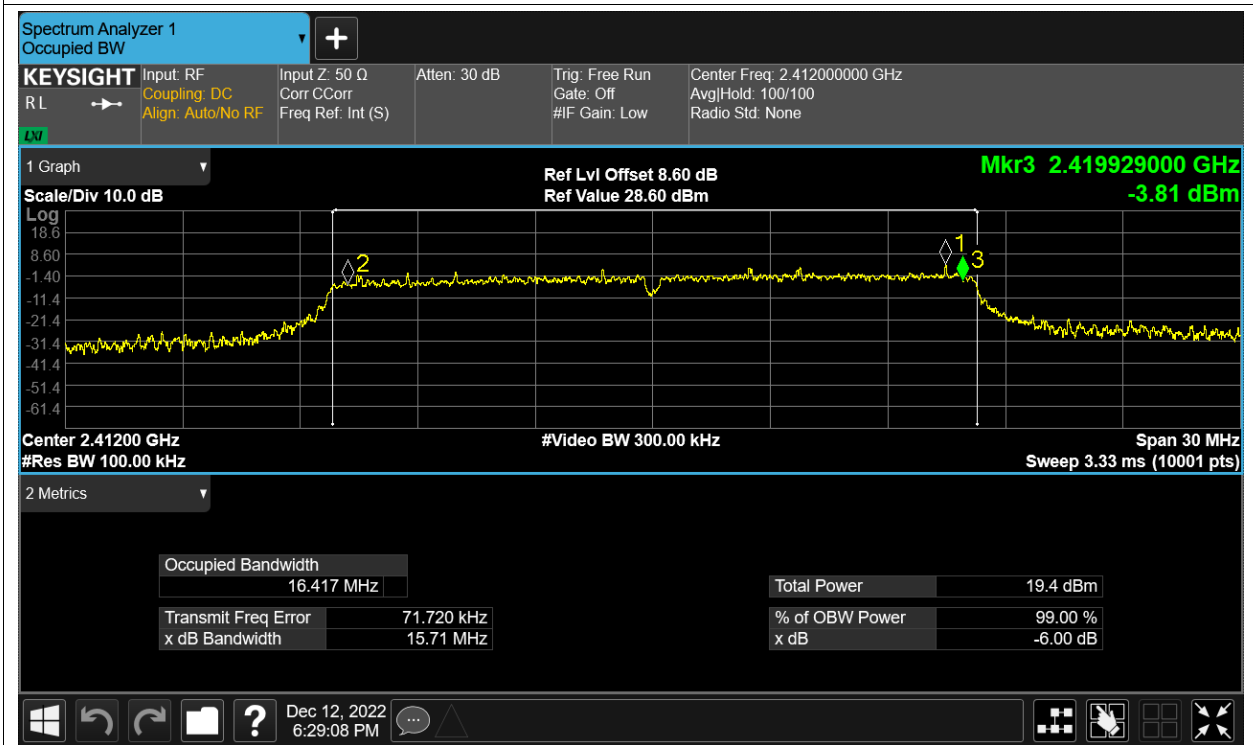 Spectrum Analyzer 1
Occupied BW
+
KEYSIGHT
RL
LXI
Input: RF
Coupling: DC
Align: Auto/No RF
Input Z: 50 Ω
Corr CCorr
Freq Ref: Int (S)
Atten: 30 dB
Trig: Free Run
Gate: Off
#IF Gain: Low
Center Freq: 2.412000000 GHz
Avg|Hold: 100/100
Radio Std: None
1 Graph
Scale/Div 10.0 dB
Ref Lvl Offset 8.60 dB
Ref Value 28.60 dBm
Mkr3 2.419929000 GHz
-3.81 dBm
Log
18.6
8.60
-1.40
-11.4
-21.4
-31.4
-41.4
-51.4
-61.4
2
1
3
Center 2.41200 GHz
#Res BW 100.00 kHz
#Video BW 300.00 kHz
Span 30 MHz
Sweep 3.33 ms (10001 pts)
2 Metrics
Occupied Bandwidth
16.417 MHz
Transmit Freq Error 71.720 kHz
x dB Bandwidth 15.71 MHz
Total Power 19.4 dBm
% of OBW Power 99.00 %
x dB -6.00 dB
?
Dec 12, 2022
6:29:08 PM